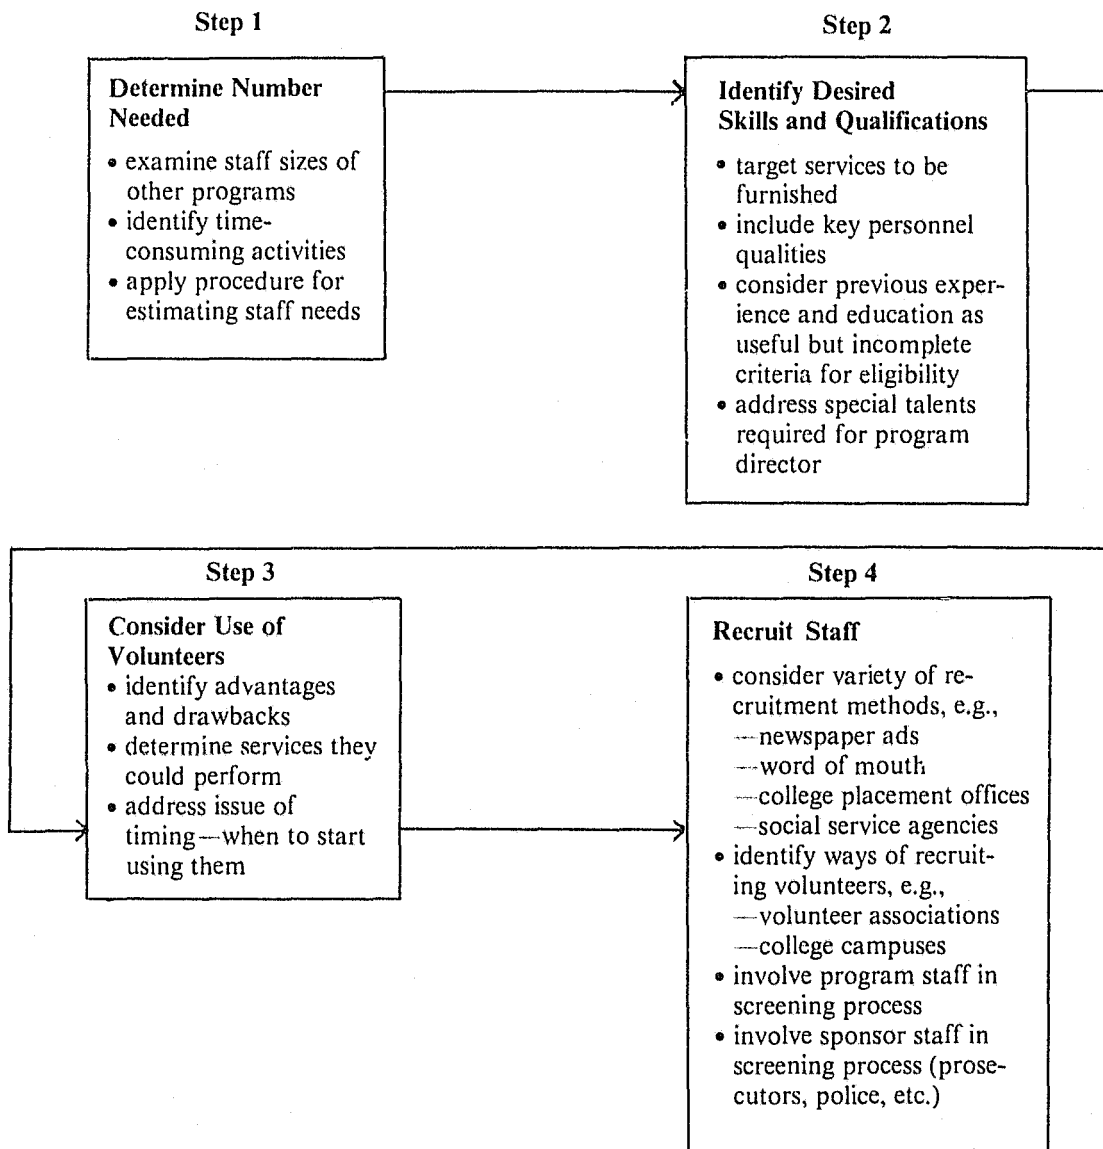 Step 1
Determine Number
Needed
• examine staff sizes of
other programs
• identify time-
consuming activities
• apply procedure for
estimating staff needs
Step 2
Identify Desired
Skills and Qualifications
• target services to be
furnished
• include key personnel
qualities
• consider previous exper-
ience and education as
useful but incomplete
criteria for eligibility
• address special talents
required for program
director
Step 3
Consider Use of
Volunteers
• identify advantages
and drawbacks
• determine services they
could perform
• address issue of
timing—when to start
using them
Step 4
Recruit Staff
• consider variety of re-
cruitment methods, e.g.,
—newspaper ads
—word of mouth
—college placement offices
—social service agencies
• identify ways of recruit-
ing volunteers, e.g.,
—volunteer associations
—college campuses
• involve program staff in
screening process
• involve sponsor staff in
screening process (prose-
cutors, police, etc.)